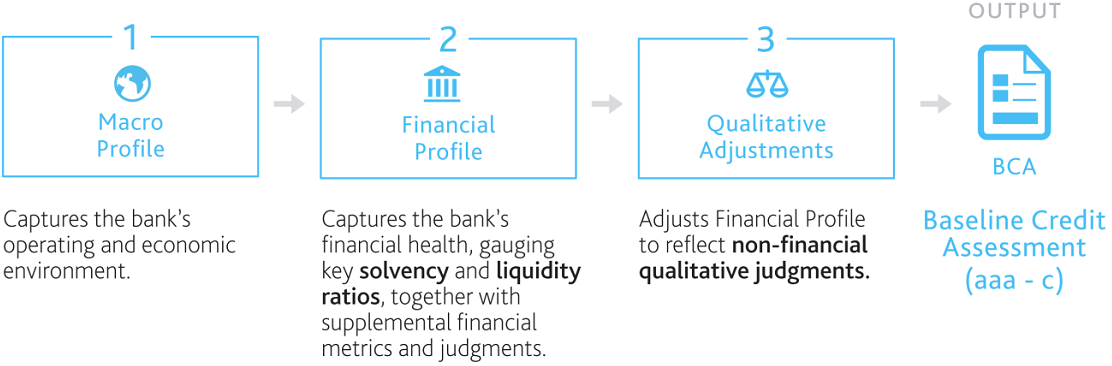 1
Macro
Profile
Captures the bank’s
operating and economic
environment.
2
Financial
Profile
Captures the bank’s
financial health, gauging
key solvency and liquidity
ratios, together with
supplemental financial
metrics and judgments.
3
Qualitative
Adjustments
Adjusts Financial Profile
to reflect non-financial
qualitative judgments.
OUTPUT
BCA
Baseline Credit
Assessment
(aaa - c)